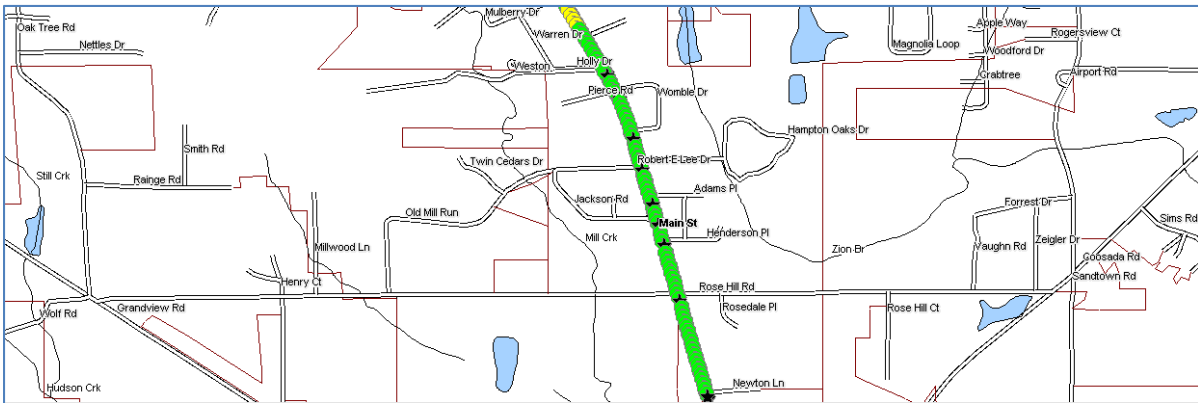 Mulberry Dr
Apple Way
Oak Tree Rd
Warren Dr
Rogersview Ct
Nettles Dr
Magnolia Loop
Woodford Dr
Holly Dr
Weston
Crabtree
Airport Rd
Pierce Rd
Womble Dr
Hampton Oaks Dr
Smith Rd
Twin Cedars Dr
Robert E Lee Dr
Still Crk
Rainge Rd
Adams Pl
Jackson Rd
Forrest Dr
Old Mill Run
Main St
Sims Rd
Henderson Pl
Mill Crk
Millwood Ln
Zion Br
Vaughn Rd
Zeigler Dr
Coosada Rd
Sandtown Rd
Henry Ct
Rose Hill Rd
Grandview Rd
Rosedale Pl
Rose Hill Ct
Wolf Rd
Newton Ln
Hudson Crk